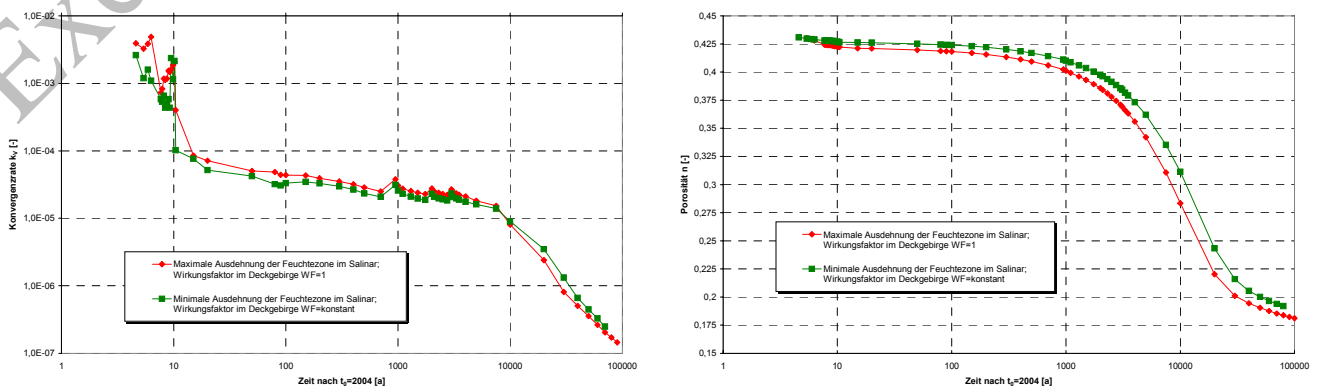 Exe
1,0E-02
1,0E-03
1,0E-04
1,0E-05
1,0E-06
1,0E-07
Konvergenzrate kV [-]
1 10 100 1000 10000 100000
Zeit nach t0=2004 [a]
Maximale Ausdehnung der Feuchtezone im Salinar;
Wirkungsfaktor im Deckgebirge WF=1
Minimale Ausdehnung der Feuchtezone im Salinar;
Wirkungsfaktor im Deckgebirge WF=konstant
0,45
0,425
0,4
0,375
0,35
0,325
0,3
0,275
0,25
0,225
0,2
0,175
0,15
Porosität n [-]
1 10 100 1000 10000 100000
Zeit nach t0=2004 [a]
Maximale Ausdehnung der Feuchtezone im Salinar;
Wirkungsfaktor im Deckgebirge WF=1
Minimale Ausdehnung der Feuchtezone im Salinar;
Wirkungsfaktor im Deckgebirge WF=konstant